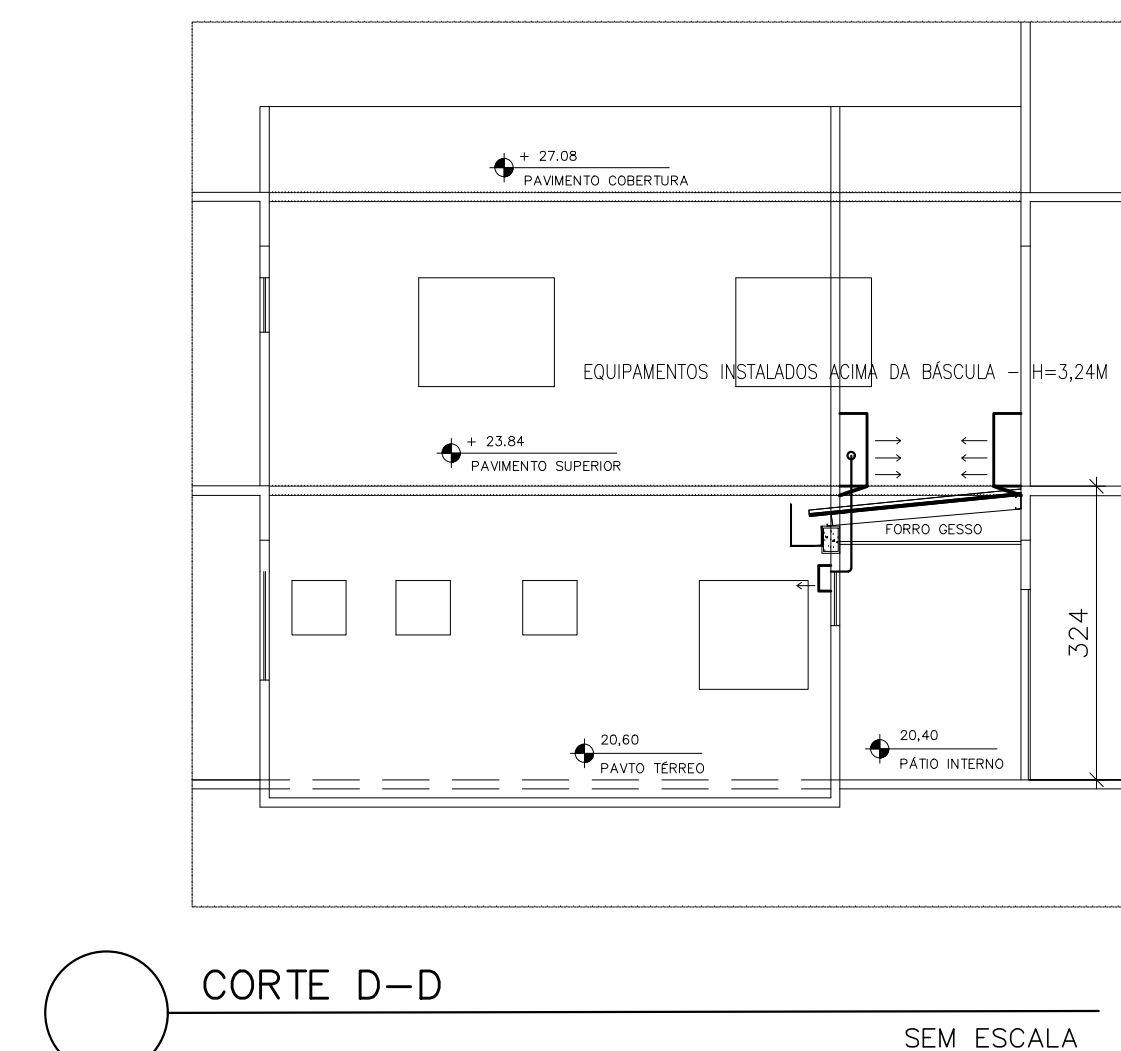 + 27.08
PAVIMENTO COBERTURA
EQUIPAMENTOS INSTALADOS ACIMA DA BÁSCULA – H=3,24M
+ 23.84
PAVIMENTO SUPERIOR
FORRO GESSO
324
20,60
PAVTO TÉRREO
20,40
PÁTIO INTERNO
CORTE D–D
SEM ESCALA